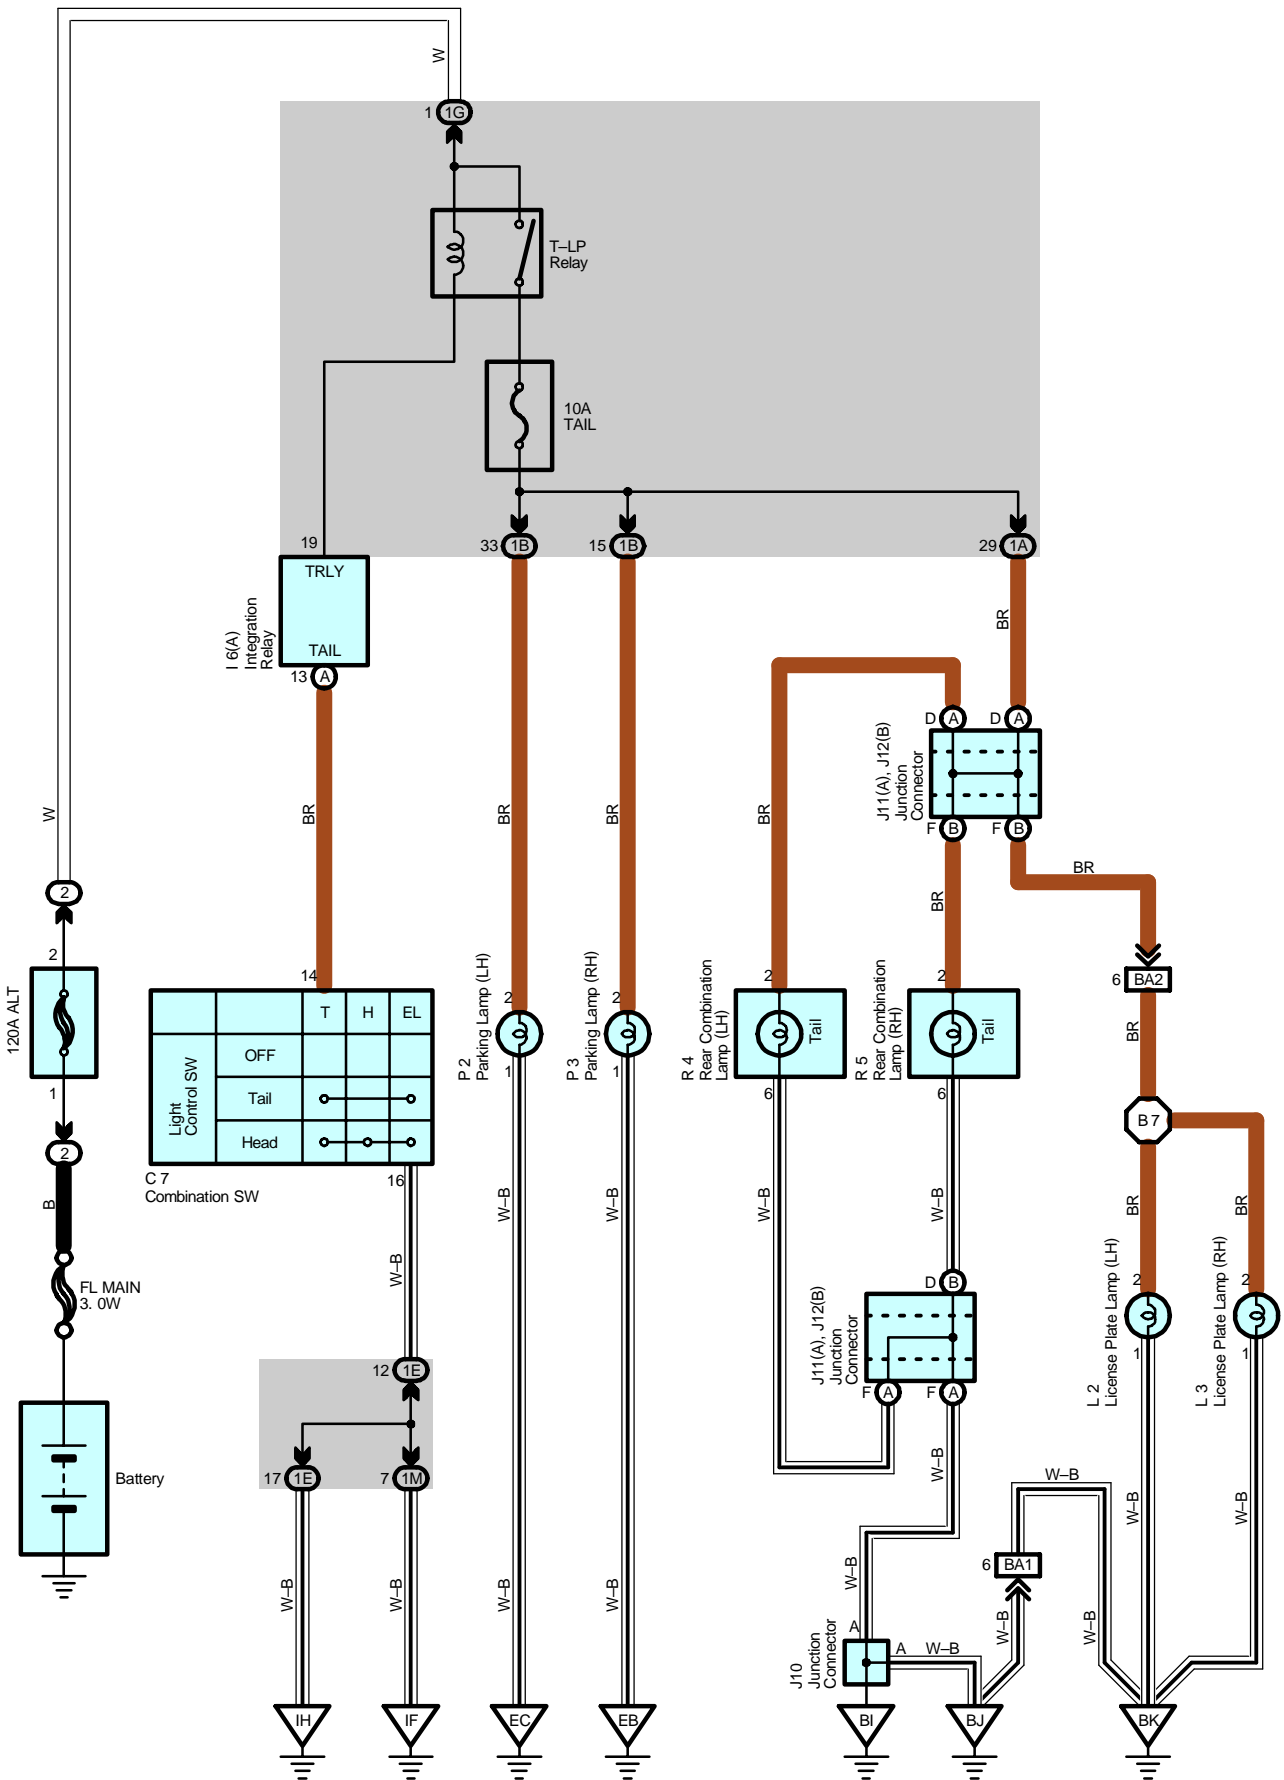 W
1 1G
T–LP
Relay
10A
TAIL
19
33 1B
15 1B
29 1A
TRLY
TAIL
I 6(A)
Integration
Relay
13 A
BR
BR
BR
BR
BR
D A
D A
J11(A), J12(B)
Junction
Connector
F B
F B
BR
BR
W
2
2
120A ALT
1
2
B
FL MAIN
3. 0W
Battery
14
T H EL
OFF
Tail
Head
Light
Control SW
C 7
Combination SW
16
2
P 2
Parking Lamp (LH)
1
2
P 3
Parking Lamp (RH)
1
2
R 4
Rear Combination
Lamp (LH)
Tail
6
2
R 5
Rear Combination
Lamp (RH)
Tail
6
6 BA2
BR
B 7
BR
BR
2
L 2
License Plate Lamp (LH)
1
2
L 3
License Plate Lamp (RH)
1
W–B
W–B
W–B
W–B
W–B
12 1E
17 1E
7 1M
D B
J11(A), J12(B)
Junction
Connector
F A
F A
W–B
W–B
W–B
W–B
W–B
W–B
W–B
6 BA1
W–B
W–B
W–B
A
A W–B
J10
Junction
Connector
IH
IF
EC
EB
BI
BJ
BK